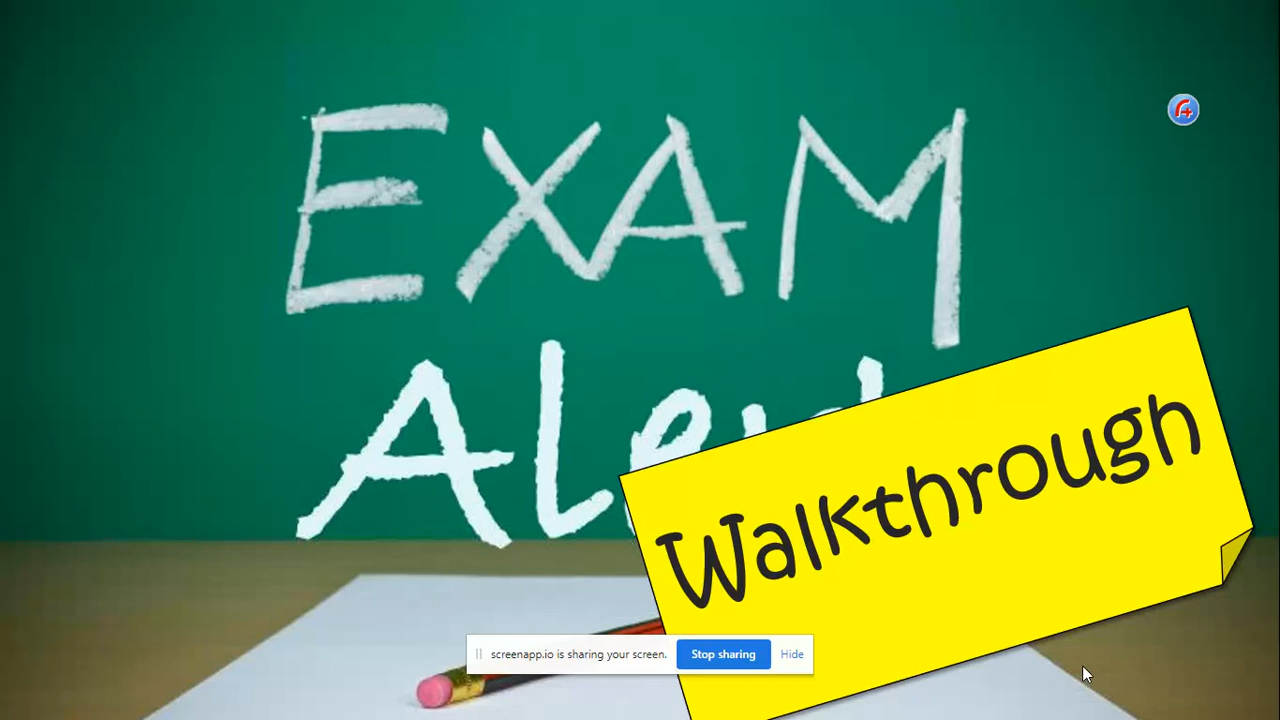 EXAM
Walkthrough
screenapp.io is sharing your screen. Stop sharing Hide